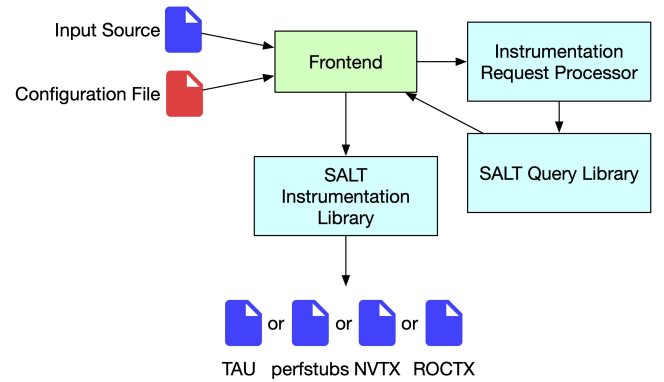 Input Source
Configuration File
Frontend
Instrumentation
Request Processor
SALT Query Library
SALT
Instrumentation
Library
or or or
TAU perfstubs NVTX ROCTX